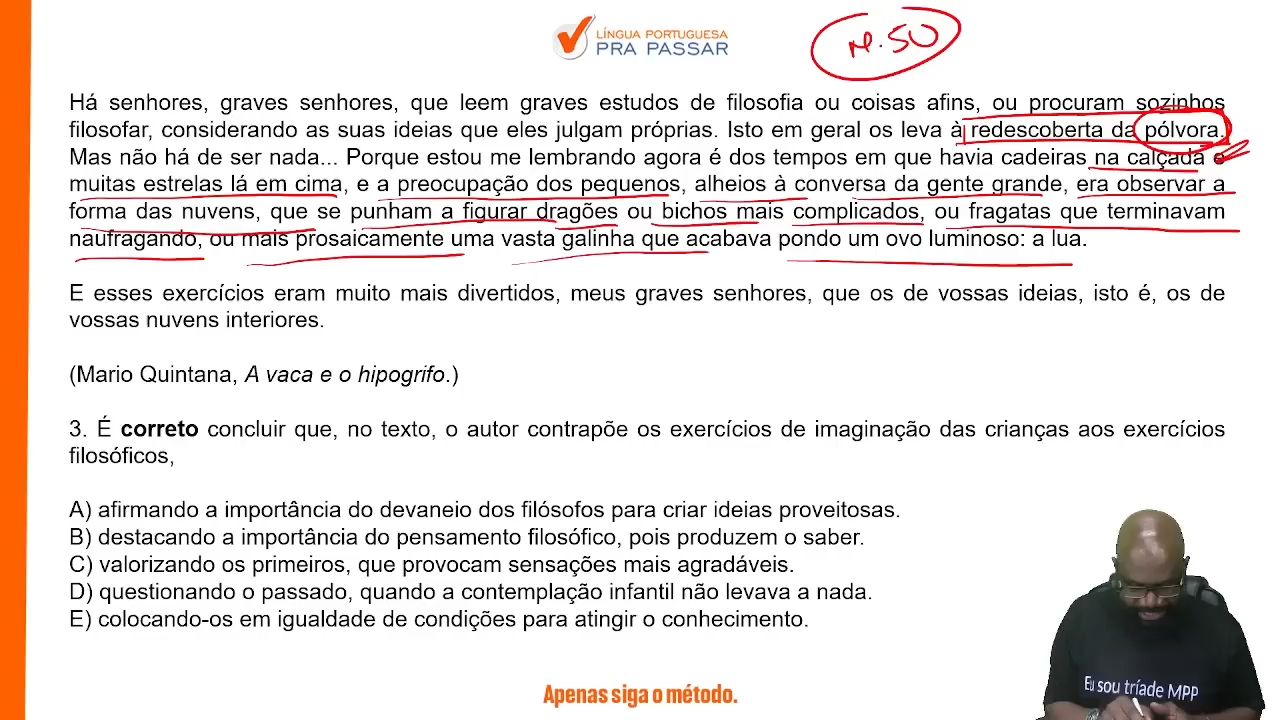 LÍNGUA PORTUGUESA
PRA PASSAR
Há senhores, graves senhores, que leem graves estudos de filosofia ou coisas afins, ou procuram sozinhos
filosofar, considerando as suas ideias que eles julgam próprias. Isto em geral os leva à redescoberta da pólvora.
Mas não há de ser nada... Porque estou me lembrando agora é dos tempos em que havia cadeiras na calçada e
muitas estrelas lá em cima, e a preocupação dos pequenos, alheios à conversa da gente grande, era observar a
forma das nuvens, que se punham a figurar dragões ou bichos mais complicados, ou fragatas que terminavam
naufragando, ou mais prosaicamente uma vasta galinha que acabava pondo um ovo luminoso: a lua.
E esses exercícios eram muito mais divertidos, meus graves senhores, que os de vossas ideias, isto é, os de
vossas nuvens interiores.
(Mario Quintana, A vaca e o hipogrifo.)
3. É correto concluir que, no texto, o autor contrapõe os exercícios de imaginação das crianças aos exercícios
filosóficos,
A) afirmando a importância do devaneio dos filósofos para criar ideias proveitosas.
B) destacando a importância do pensamento filosófico, pois produzem o saber.
C) valorizando os primeiros, que provocam sensações mais agradáveis.
D) questionando o passado, quando a contemplação infantil não levava a nada.
E) colocando-os em igualdade de condições para atingir o conhecimento.
Eu sou tríade MPP
Apenas siga o método.